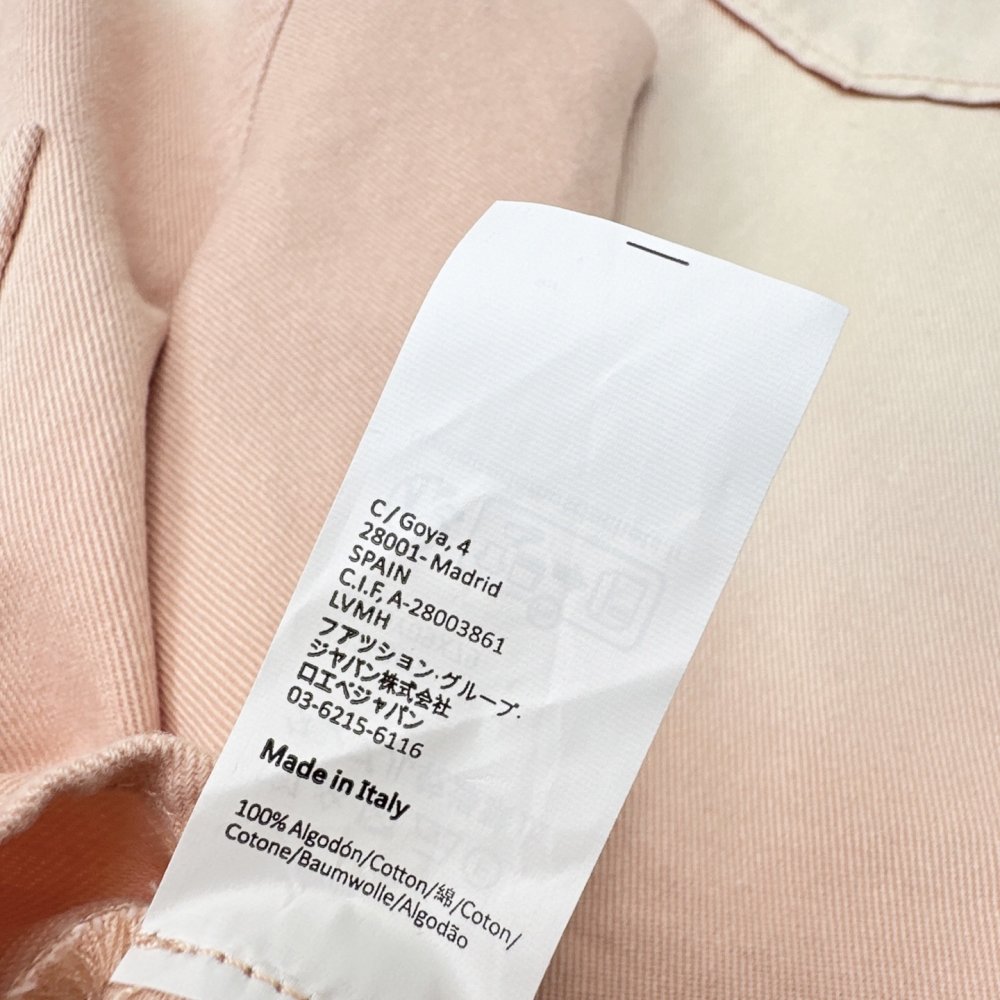 C/Goya, 4
28001- Madrid
SPAIN
C.I.F, A-28003861
LVMH
ファッション・グループ.
ジャパン株式会社
ロエベジャパン
03-6215-6116
Made in Italy
100% Algodón/Cotton/綿/Coton/
Cotone/Baumwolle/Algodão